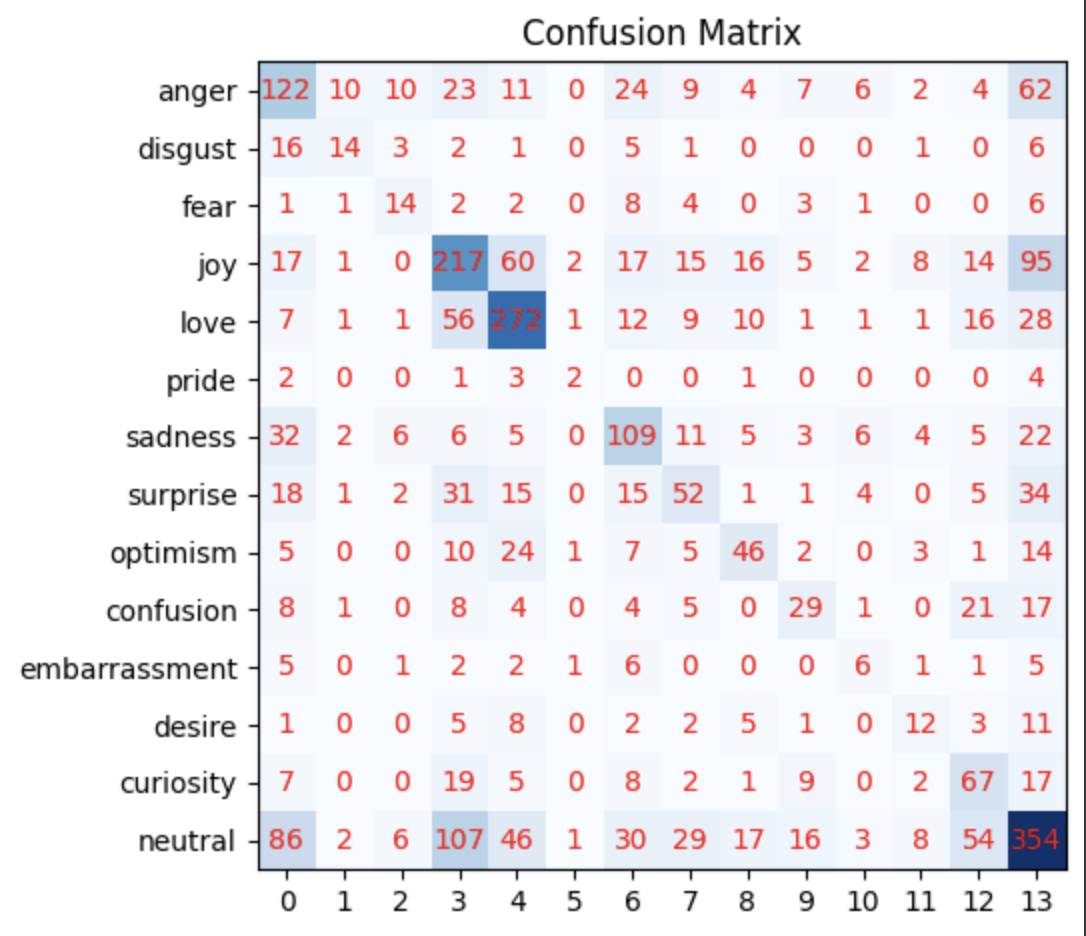 Confusion Matrix
anger 122 10 10 23 11 0 24 9 4 7 6 2 4 62
disgust 16 14 3 2 1 0 5 1 0 0 0 1 0 6
fear 1 1 14 2 2 0 8 4 0 3 1 0 0 6
joy 17 1 0 217 60 2 17 15 16 5 2 8 14 95
love 7 1 1 56 272 1 12 9 10 1 1 1 16 28
pride 2 0 0 1 3 2 0 0 1 0 0 0 0 4
sadness 32 2 6 6 5 0 109 11 5 3 6 4 5 22
surprise 18 1 2 31 15 0 15 52 1 1 4 0 5 34
optimism 5 0 0 10 24 1 7 5 46 2 0 3 1 14
confusion 8 1 0 8 4 0 4 5 0 29 1 0 21 17
embarrassment 5 0 1 2 2 1 6 0 0 0 6 1 1 5
desire 1 0 0 5 8 0 2 2 5 1 0 12 3 11
curiosity 7 0 0 19 5 0 8 2 1 9 0 2 67 17
neutral 86 2 6 107 46 1 30 29 17 16 3 8 54 354
0 1 2 3 4 5 6 7 8 9 10 11 12 13